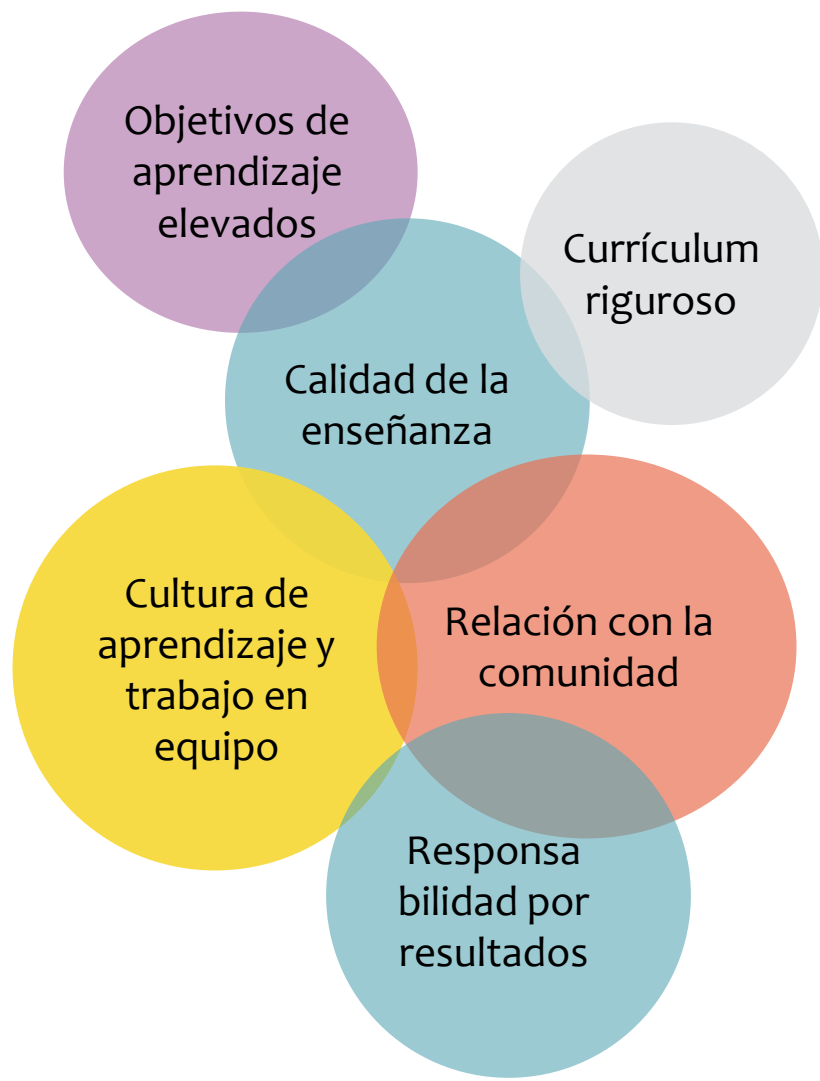 Objetivos de
aprendizaje
elevados
Currículum
riguroso
Calidad de la
enseñanza
Cultura de
aprendizaje y
trabajo en
equipo
Relación con la
comunidad
Responsa
bilidad por
resultados